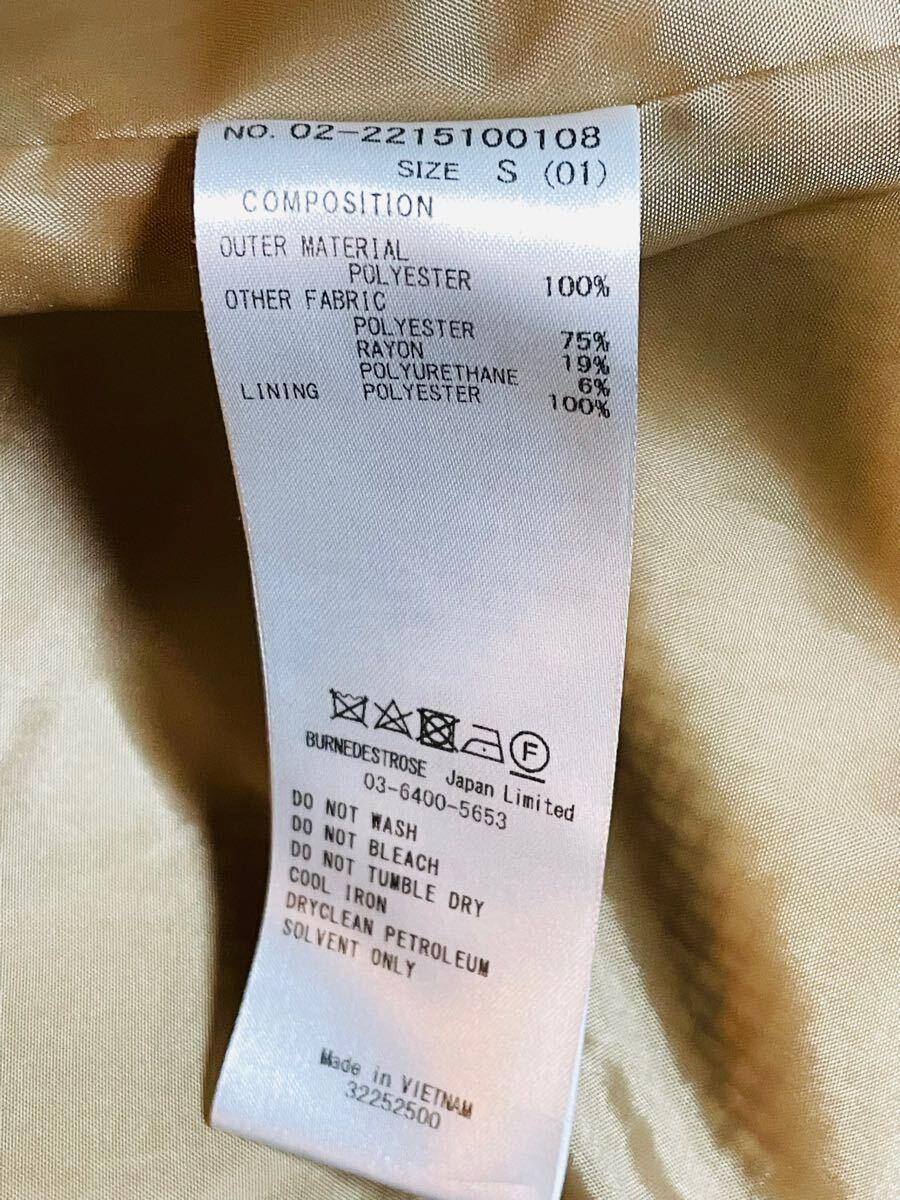 NO. 02-2215100108
SIZE S (01)
COMPOSITION
OUTER MATERIAL
POLYESTER 100%
OTHER FABRIC
POLYESTER 75%
RAYON 19%
POLYURETHANE 6%
LINING POLYESTER 100%
F
BURNEDESTROSE Japan Limited
03-6400-5653
DO NOT WASH
DO NOT BLEACH
DO NOT TUMBLE DRY
COOL IRON
DRYCLEAN PETROLEUM
SOLVENT ONLY
Made in VIETNAM
32252500